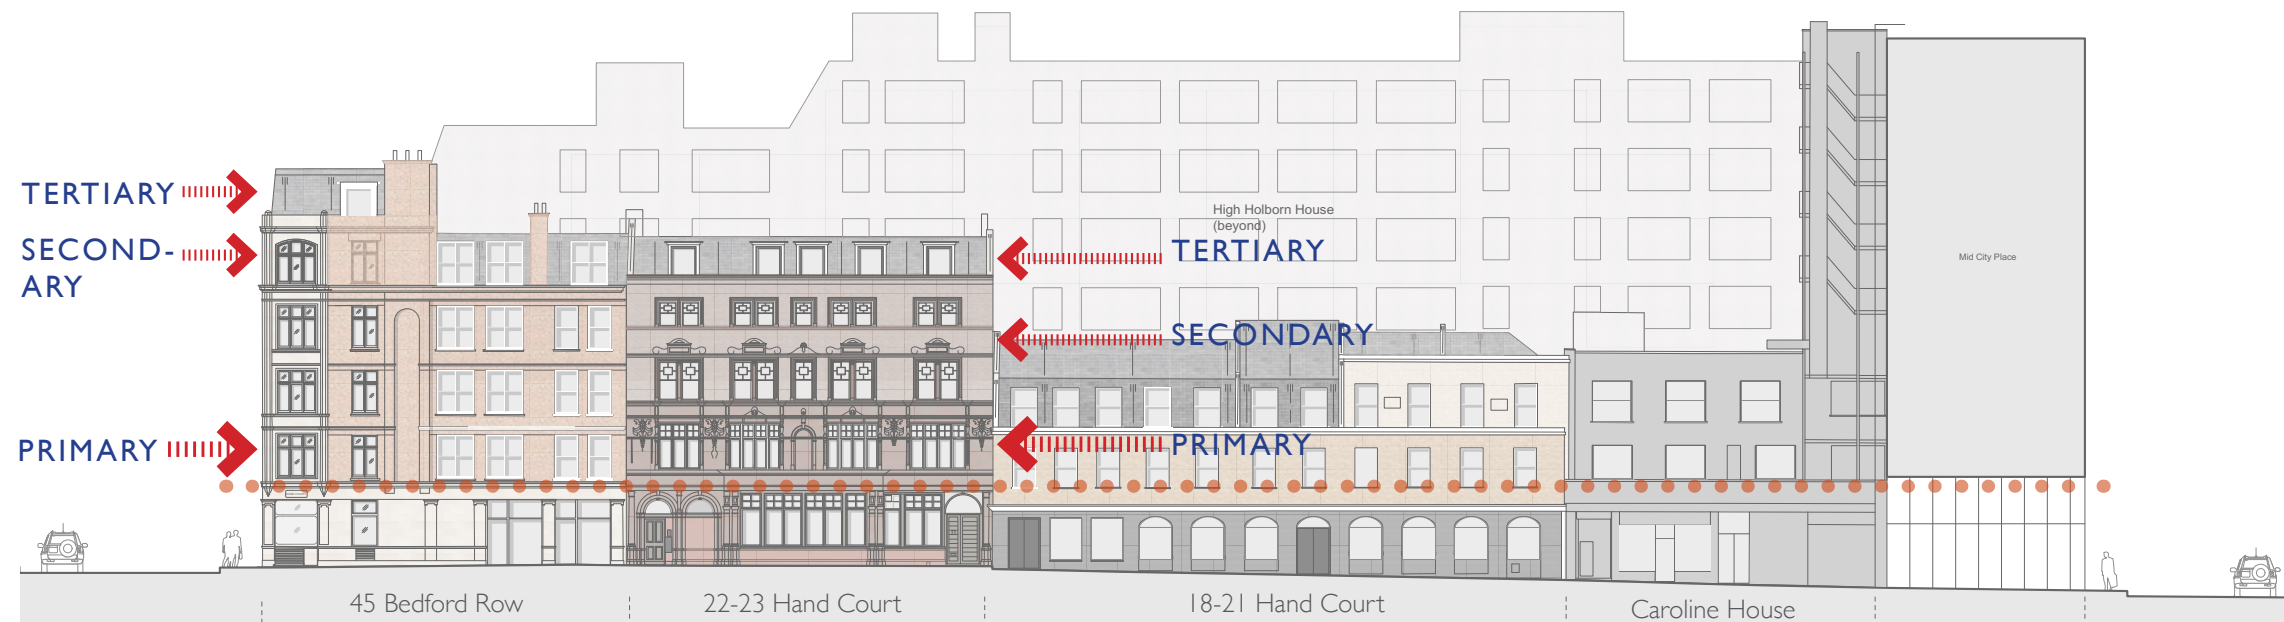 TERTIARY
SECOND-
ARY
PRIMARY
High Holborn House
(beyond)
TERTIARY
SECONDARY
PRIMARY
Mid City Place
45 Bedford Row
22-23 Hand Court
18-21 Hand Court
Caroline House